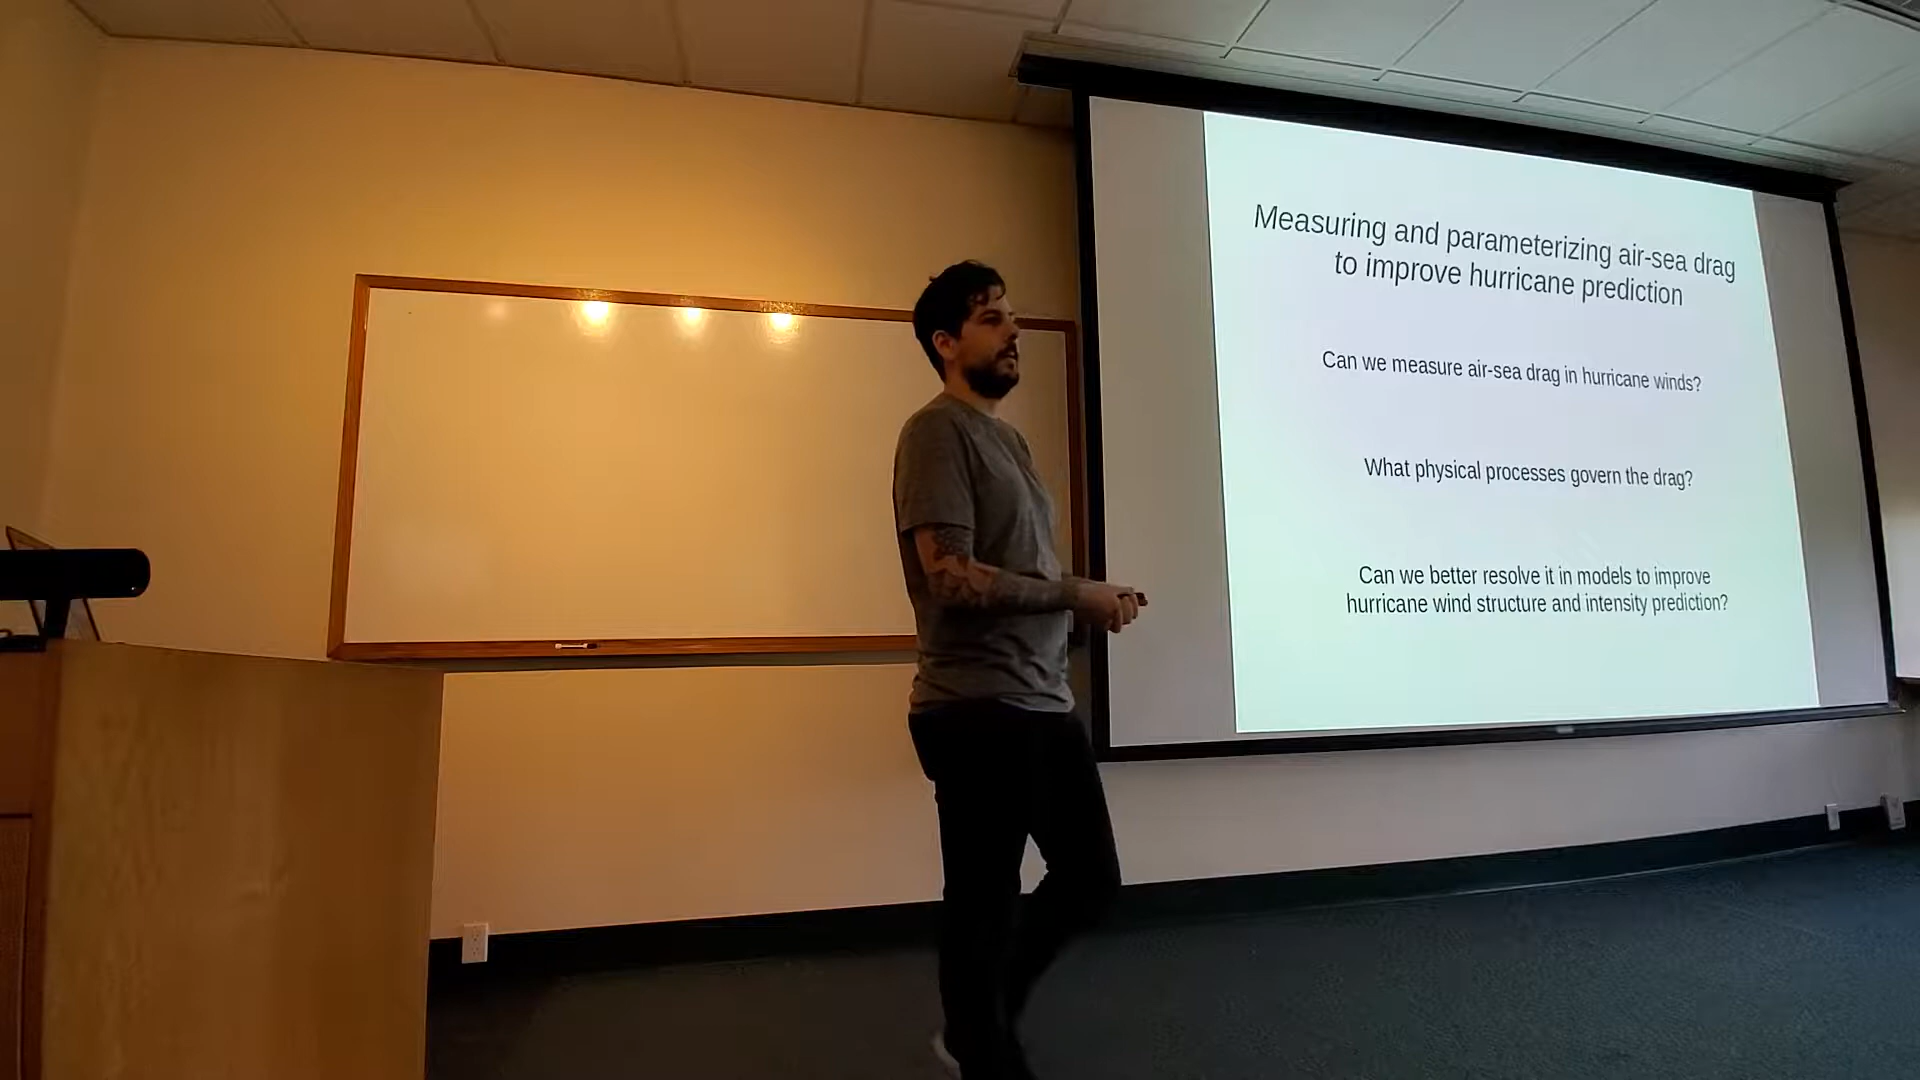 Measuring and parameterizing air-sea drag
to improve hurricane prediction
Can we measure air-sea drag in hurricane winds?
What physical processes govern the drag?
Can we better resolve it in models to improve
hurricane wind structure and intensity prediction?